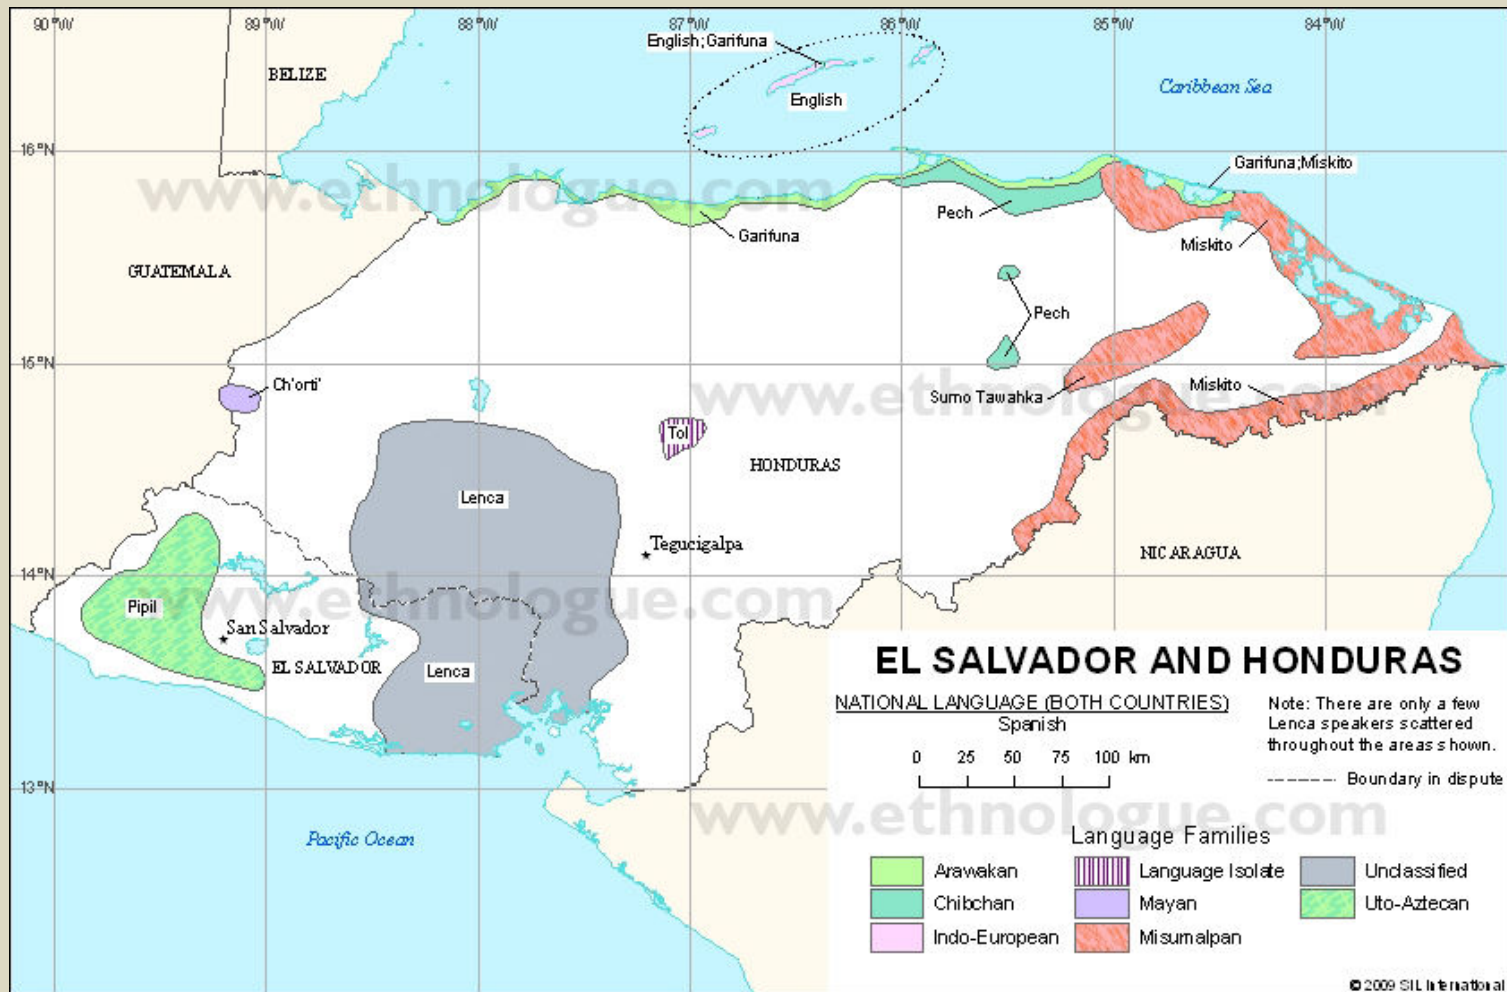 90°W
89°W
88°W
87°W
86°W
85°W
84°W
English;Garifuna
BELIZE
Caribbean Sea
English
16°N
Garifuna;Miskito
www.ethnologue.com
Pech
Garifuna
Miskito
GUATEMALA
Pech
15°N
Ch'orti'
www.ethnologue.com
Sumo Tawahka
Miskito
Tol
HONDURAS
Lenca
Tegucigalpa
NICARAGUA
14°N
www.ethnologue.com
Pipil
San Salvador
EL SALVADOR
Lenca
EL SALVADOR AND HONDURAS
NATIONAL LANGUAGE (BOTH COUNTRIES)
Spanish
0 25 50 75 100 km
Note: There are only a few
Lenca speakers scattered
throughout the areas shown.
Boundary in dispute
13°N
www.ethnologue.com
Pacific Ocean
Language Families
Arawakan
Language Isolate
Unclassified
Chibchan
Mayan
Uto-Aztecan
Indo-European
Misumalpan
© 2009 SIL International